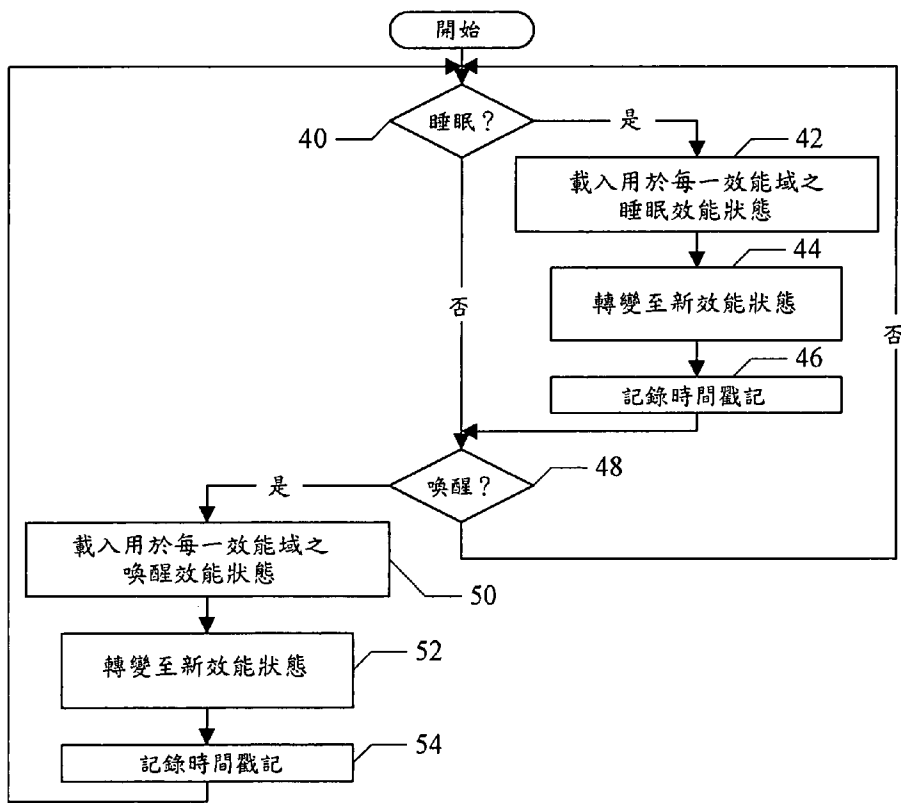 開始
睡眠？
40
是
42
載入用於每一效能域之
睡眠效能狀態
44
轉變至新效能狀態
否
否
46
記錄時間戳記
喚醒？
48
是
載入用於每一效能域之
喚醒效能狀態
50
轉變至新效能狀態
52
記錄時間戳記
54